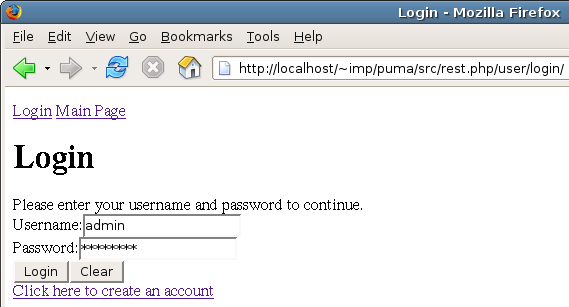 Login - Mozilla Firefox
File Edit View Go Bookmarks Tools Help
http://localhost/~imp/puma/src/rest.php/user/login/
Login Main Page
Login
Please enter your username and password to continue.
Username: admin
Password: ********
Login Clear
Click here to create an account